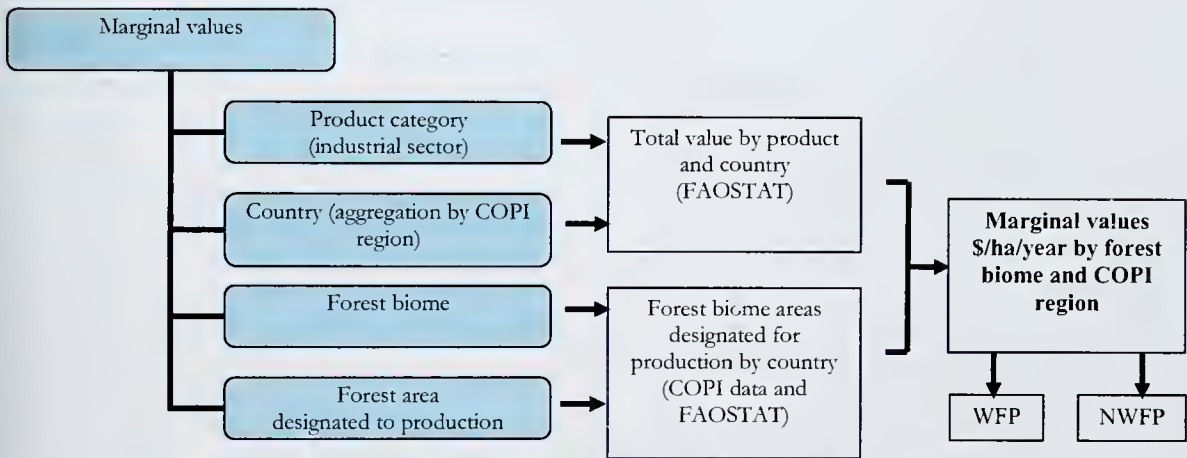 Marginal values
Product category
(industrial sector)
Country (aggregation by COPI
region)
Forest biome
Forest area
designated to production
Total value by product
and country
(FAOSTAT)
Forest biome areas
designated for
production by country
(COPI data and
FAOSTAT)
Marginal values
$/ha/year by forest
biome and COPI
region
WFP
NWFP